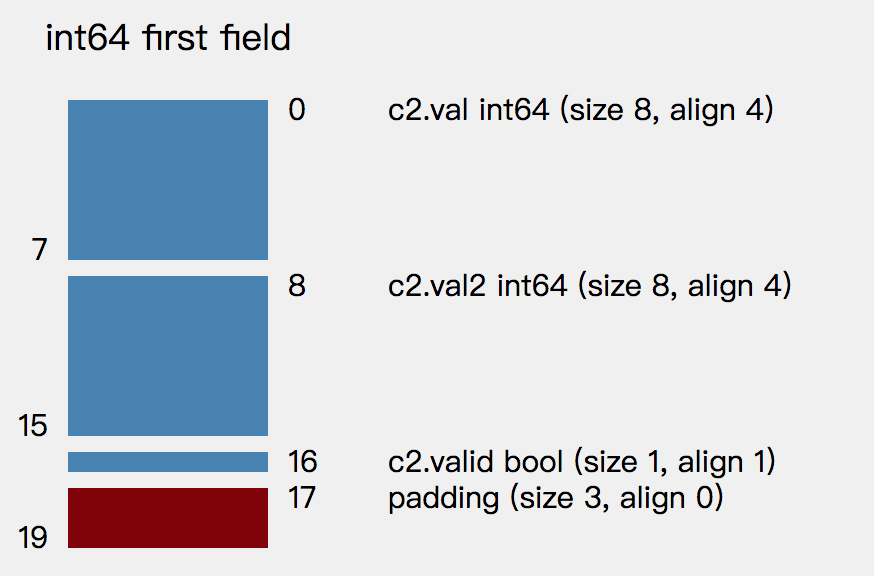 int64 first field
0 c2.val int64 (size 8, align 4)
7
8 c2.val2 int64 (size 8, align 4)
15
16 c2.valid bool (size 1, align 1)
17 padding (size 3, align 0)
19